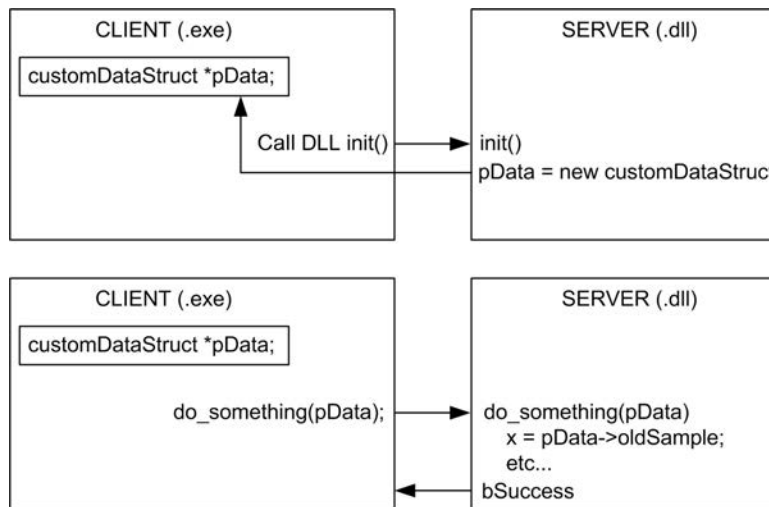 CLIENT (.exe)
customDataStruct *pData;
Call DLL init()
SERVER (.dll)
init()
pData = new customDataStruct
CLIENT (.exe)
customDataStruct *pData;
do_something(pData);
SERVER (.dll)
do_something(pData)
x = pData->oldSample;
etc...
bSuccess